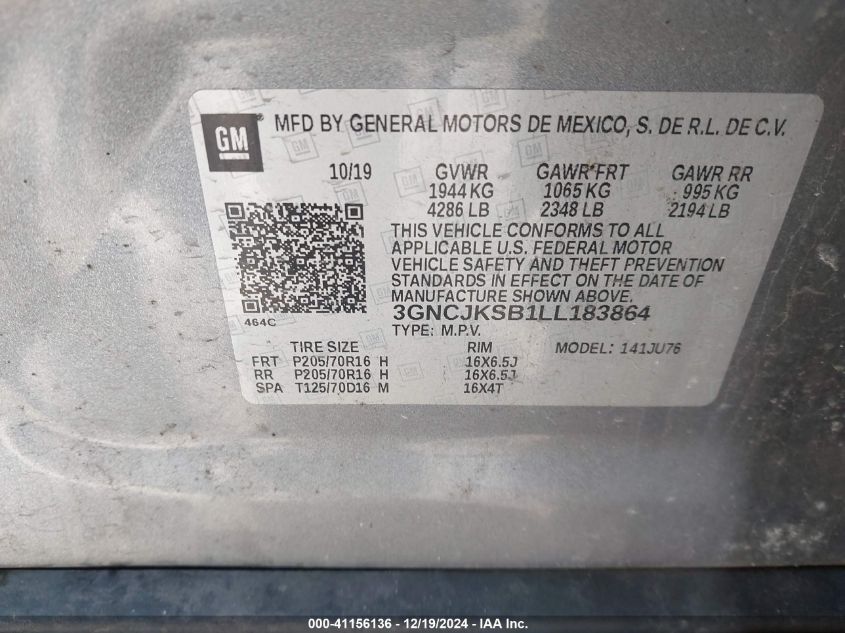 GM MFD BY GENERAL MOTORS DE MEXICO, S. DE R.L. DE C.V.
10/19 GVWR GAWR FRT GAWR RR
1944 KG 1065 KG 995 KG
4286 LB 2348 LB 2194 LB
THIS VEHICLE CONFORMS TO ALL
APPLICABLE U.S. FEDERAL MOTOR
VEHICLE SAFETY AND THEFT PREVENTION
STANDARDS IN EFFECT ON THE DATE OF
MANUFACTURE SHOWN ABOVE.
3GNCJKSB1LL183864
464C
TYPE: M.P.V.
TIRE SIZE RIM MODEL: 141JU76
FRT P205/70R16 H 16X6.5J
RR P205/70R16 H 16X6.5J
SPA T125/70D16 M 16X4T
000-41156136 - 12/19/2024 - IAA Inc.